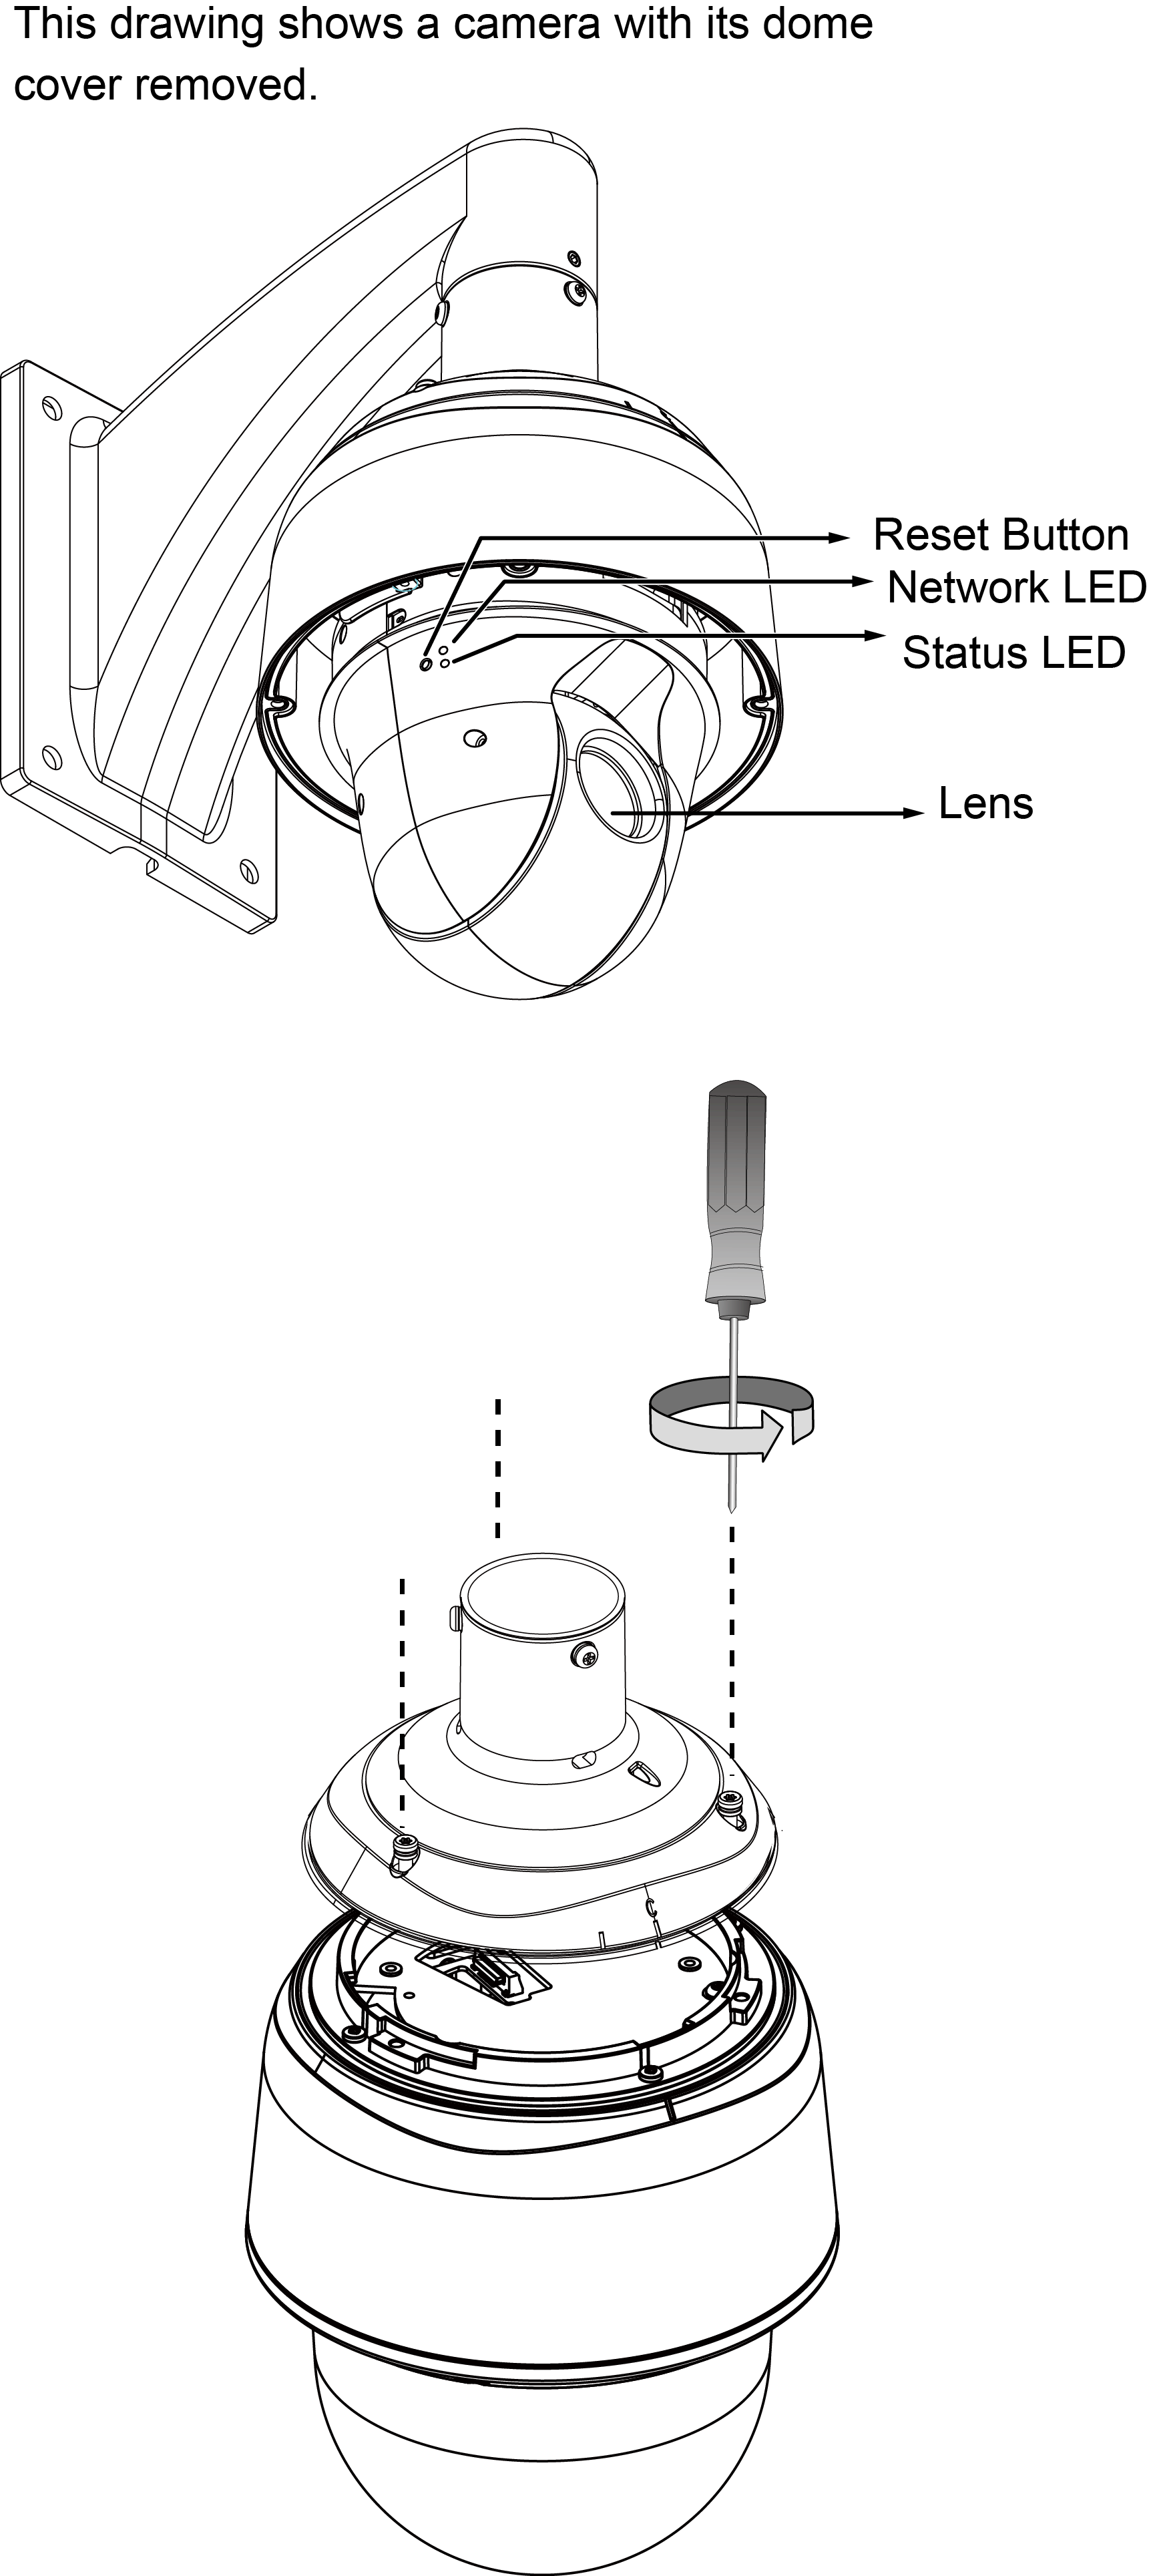 This drawing shows a camera with its dome
cover removed.
Reset Button
Network LED
Status LED
Lens